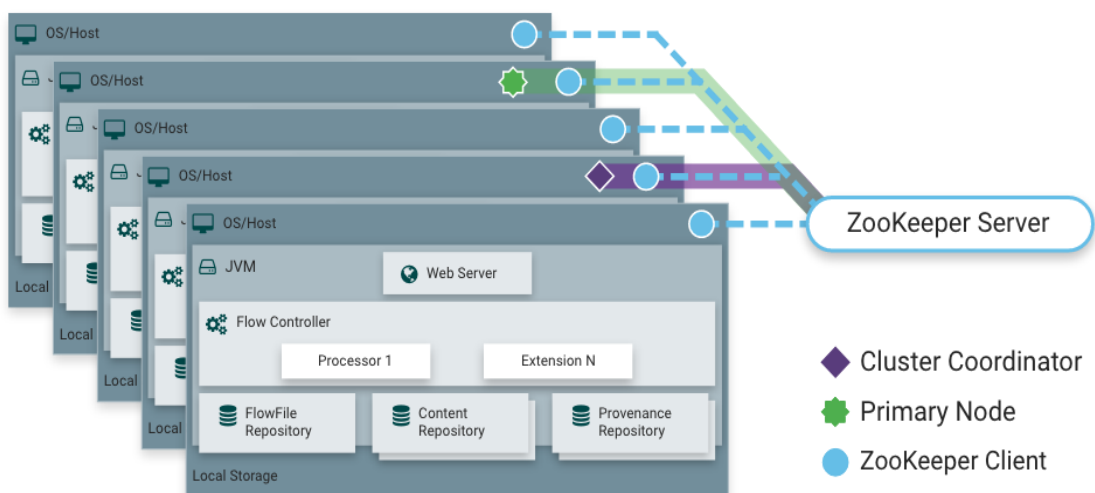 OS/Host
OS/Host
OS/Host
OS/Host
OS/Host
JVM
Web Server
Flow Controller
Processor 1
Extension N
FlowFile
Repository
Content
Repository
Provenance
Repository
Local Storage
Local
Local
Local
Local
ZooKeeper Server
Cluster Coordinator
Primary Node
ZooKeeper Client